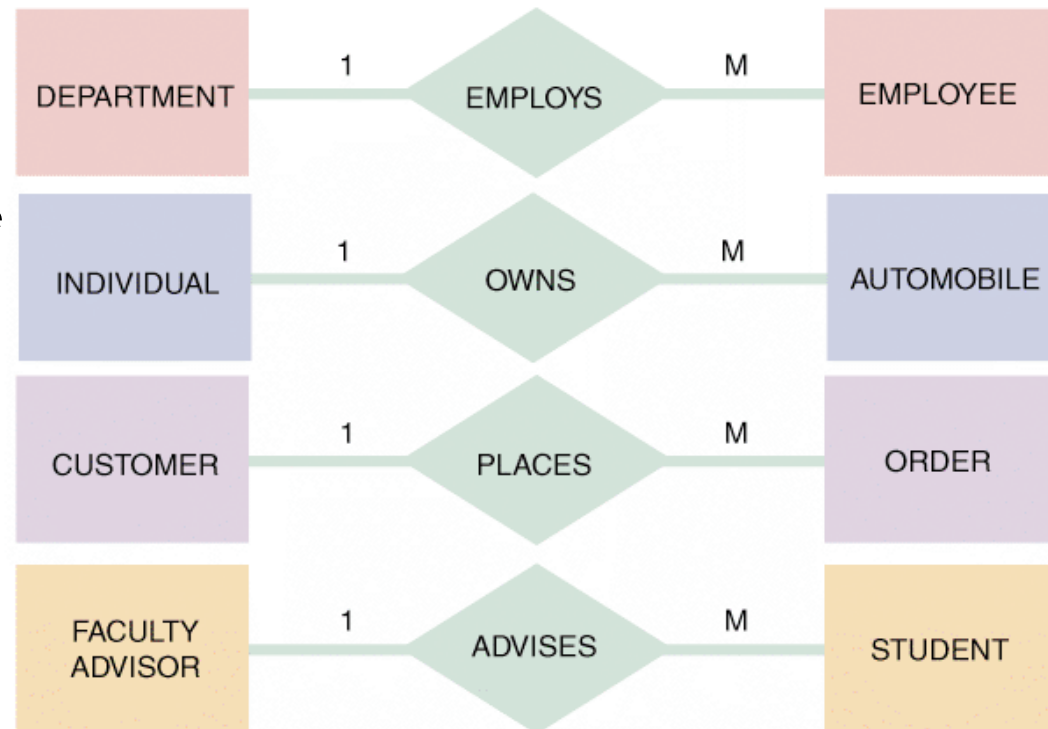 1 M
DEPARTMENT EMPLOYS EMPLOYEE
1 M
INDIVIDUAL OWNS AUTOMOBILE
1 M
CUSTOMER PLACES ORDER
1 M
FACULTY
ADVISOR ADVISES STUDENT